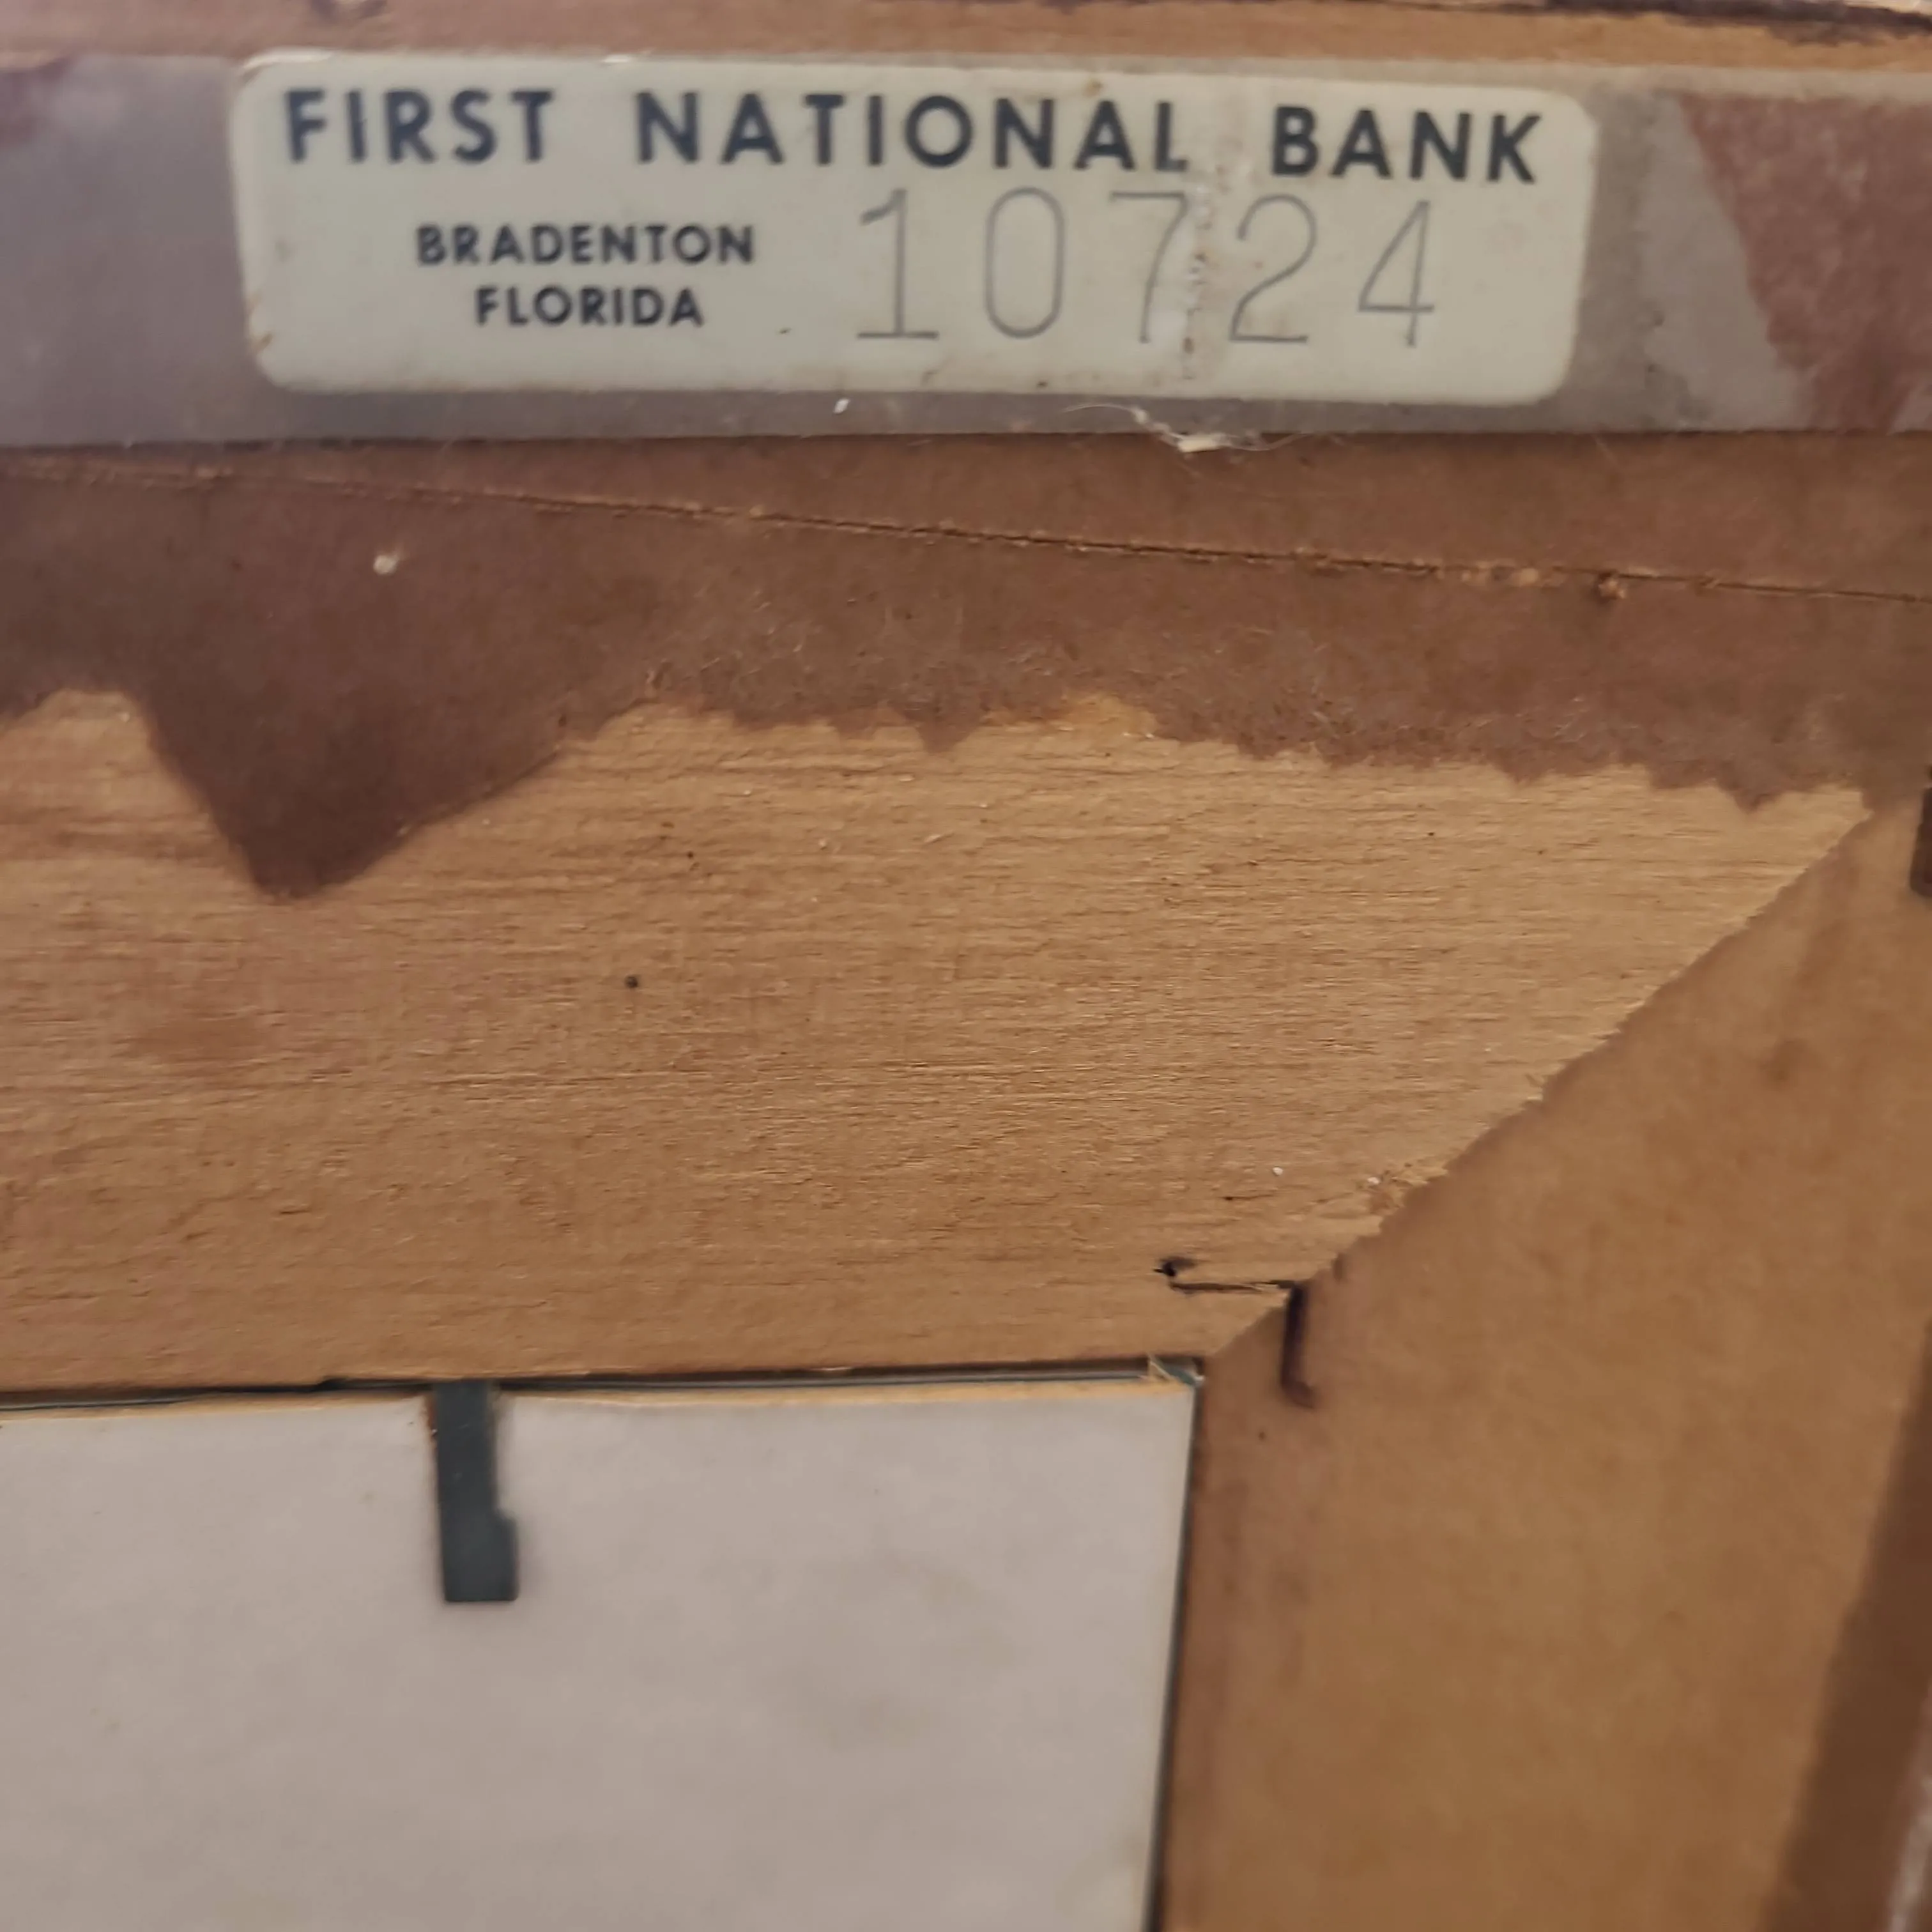 FIRST NATIONAL BANK
BRADENTON
FLORIDA
10724